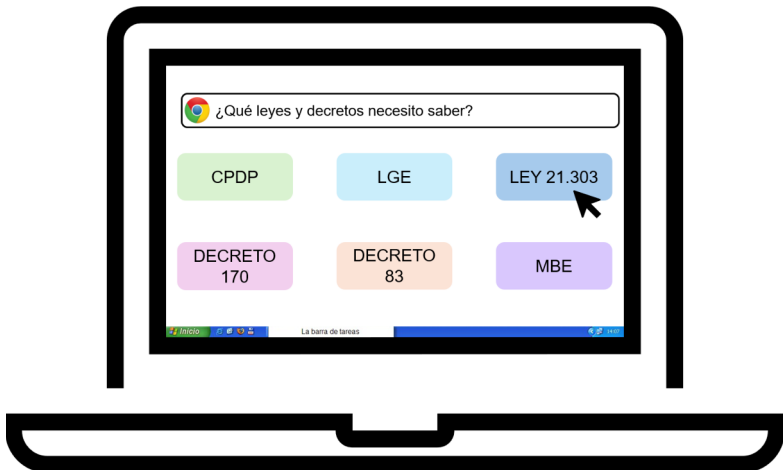 ¿Qué leyes y decretos necesito saber?
CPDP
LGE
LEY 21.303
DECRETO
170
DECRETO
83
MBE
Inicio
La barra de tareas